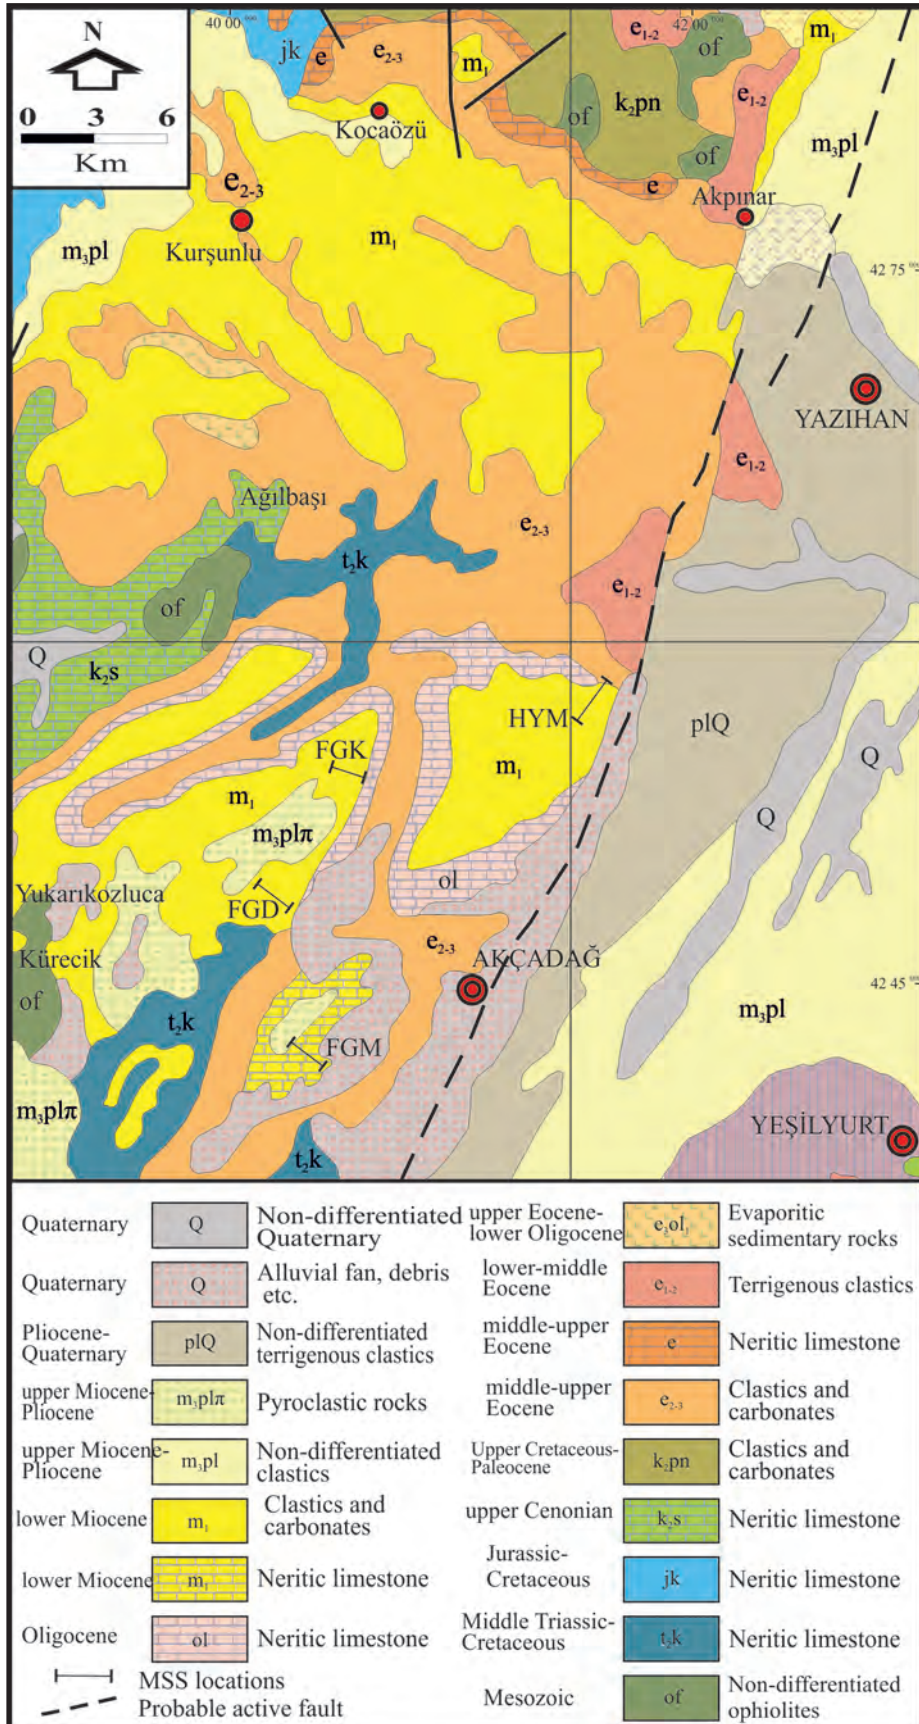 40 00 000
42 00 000
N
0 3 6
Km
jk
e
e2-3
m1
e1-2
of
m1
k2pn
of
e1-2
Kocaözü
of
m3pl
e2-3
e
Akpınar
m3pl
Kurşunlu
m1
42 75 000
YAZIHAN
e1-2
Ağılbaşı
e2-3
t2k
e1-2
of
Q
k2s
HYM
plQ
FGK
m1
Q
m1
Q
m3plπ
ol
Yukarıkozluca
FGD
e2-3
Kürecik
AKÇADAĞ
42 45 000
of
m3pl
t2k
FGM
m3plπ
YEŞİLYURT
t2k
Quaternary Q Non-differentiated Quaternary
Quaternary Q Alluvial fan, debris etc.
Pliocene-Quaternary plQ Non-differentiated terrigenous clastics
upper Miocene-Pliocene m3plπ Pyroclastic rocks
upper Miocene-Pliocene m3pl Non-differentiated clastics
lower Miocene m1 Clastics and carbonates
lower Miocene m1 Neritic limestone
Oligocene ol Neritic limestone
MSS locations
Probable active fault
upper Eocene-lower Oligocene e3ol1 Evaporitic sedimentary rocks
lower-middle Eocene e1-2 Terrigenous clastics
middle-upper Eocene e Neritic limestone
middle-upper Eocene e2-3 Clastics and carbonates
Upper Cretaceous-Paleocene k2pn Clastics and carbonates
upper Cenonian k2s Neritic limestone
Jurassic-Cretaceous jk Neritic limestone
Middle Triassic-Cretaceous t2k Neritic limestone
Mesozoic of Non-differentiated ophiolites